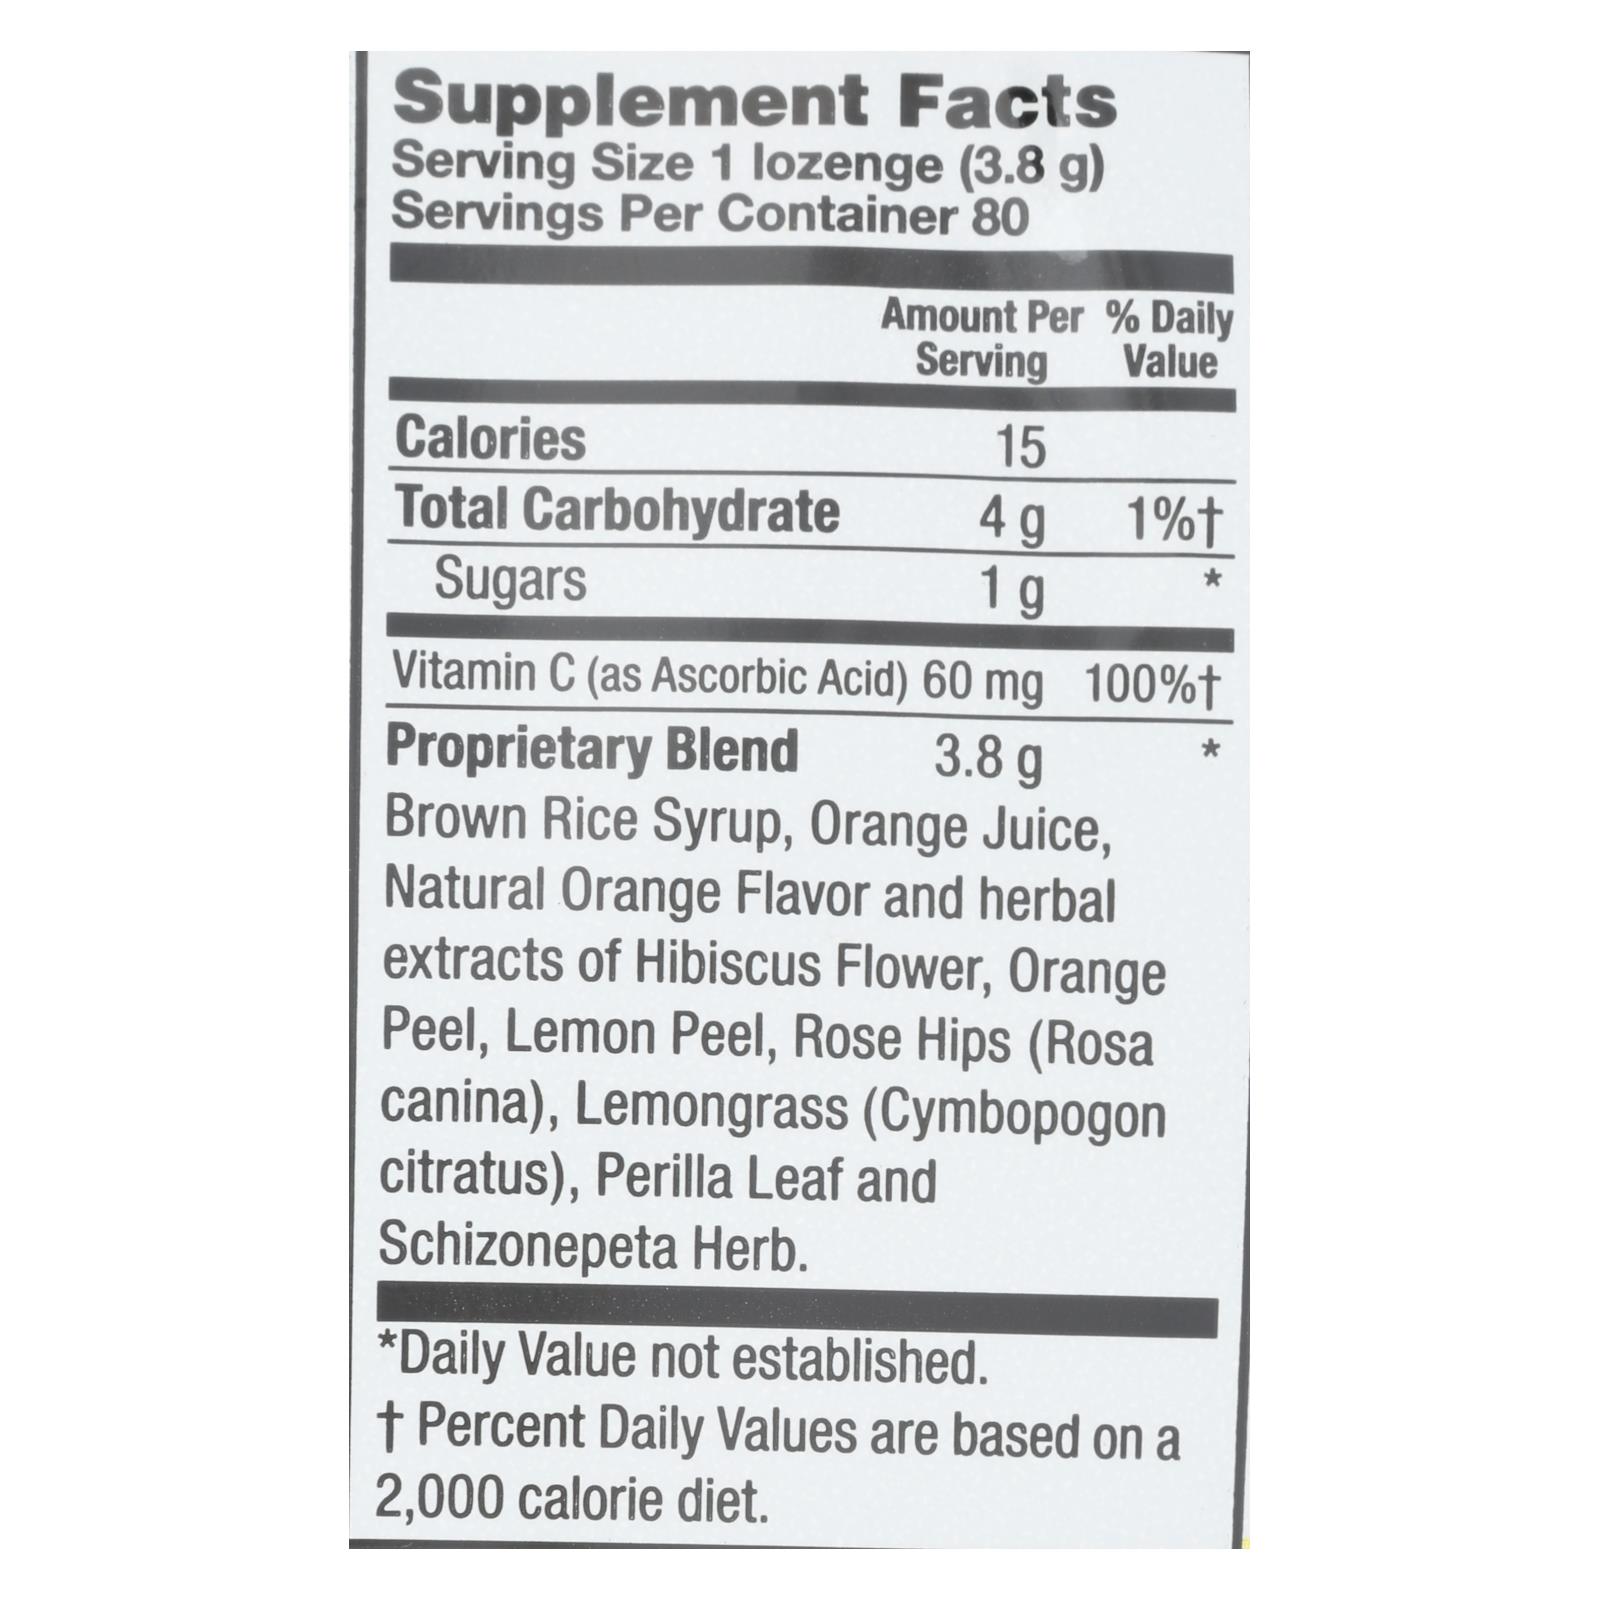 Supplement Facts
Serving Size 1 lozenge (3.8 g)
Servings Per Container 80
Amount Per % Daily
Serving Value
Calories 15
Total Carbohydrate 4 g 1%†
Sugars 1 g *
Vitamin C (as Ascorbic Acid) 60 mg 100%†
Proprietary Blend 3.8 g *
Brown Rice Syrup, Orange Juice,
Natural Orange Flavor and herbal
extracts of Hibiscus Flower, Orange
Peel, Lemon Peel, Rose Hips (Rosa
canina), Lemongrass (Cymbopogon
citratus), Perilla Leaf and
Schizonepeta Herb.
*Daily Value not established.
† Percent Daily Values are based on a
2,000 calorie diet.